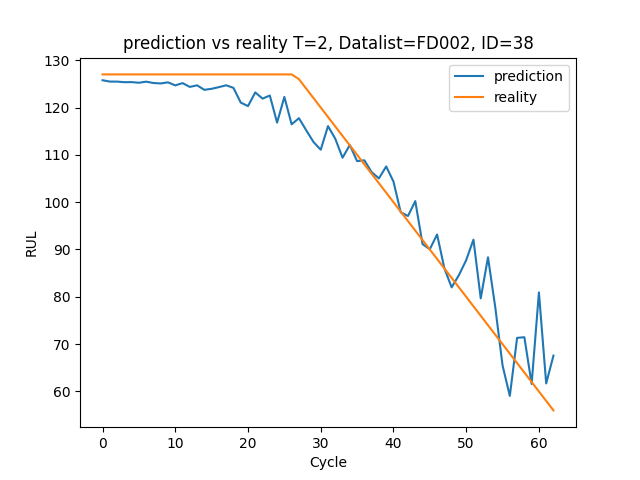 prediction vs reality T=2, Datalist=FD002, ID=38
prediction
reality
130
120
110
100
90
80
70
60
RUL
0 10 20 30 40 50 60
Cycle